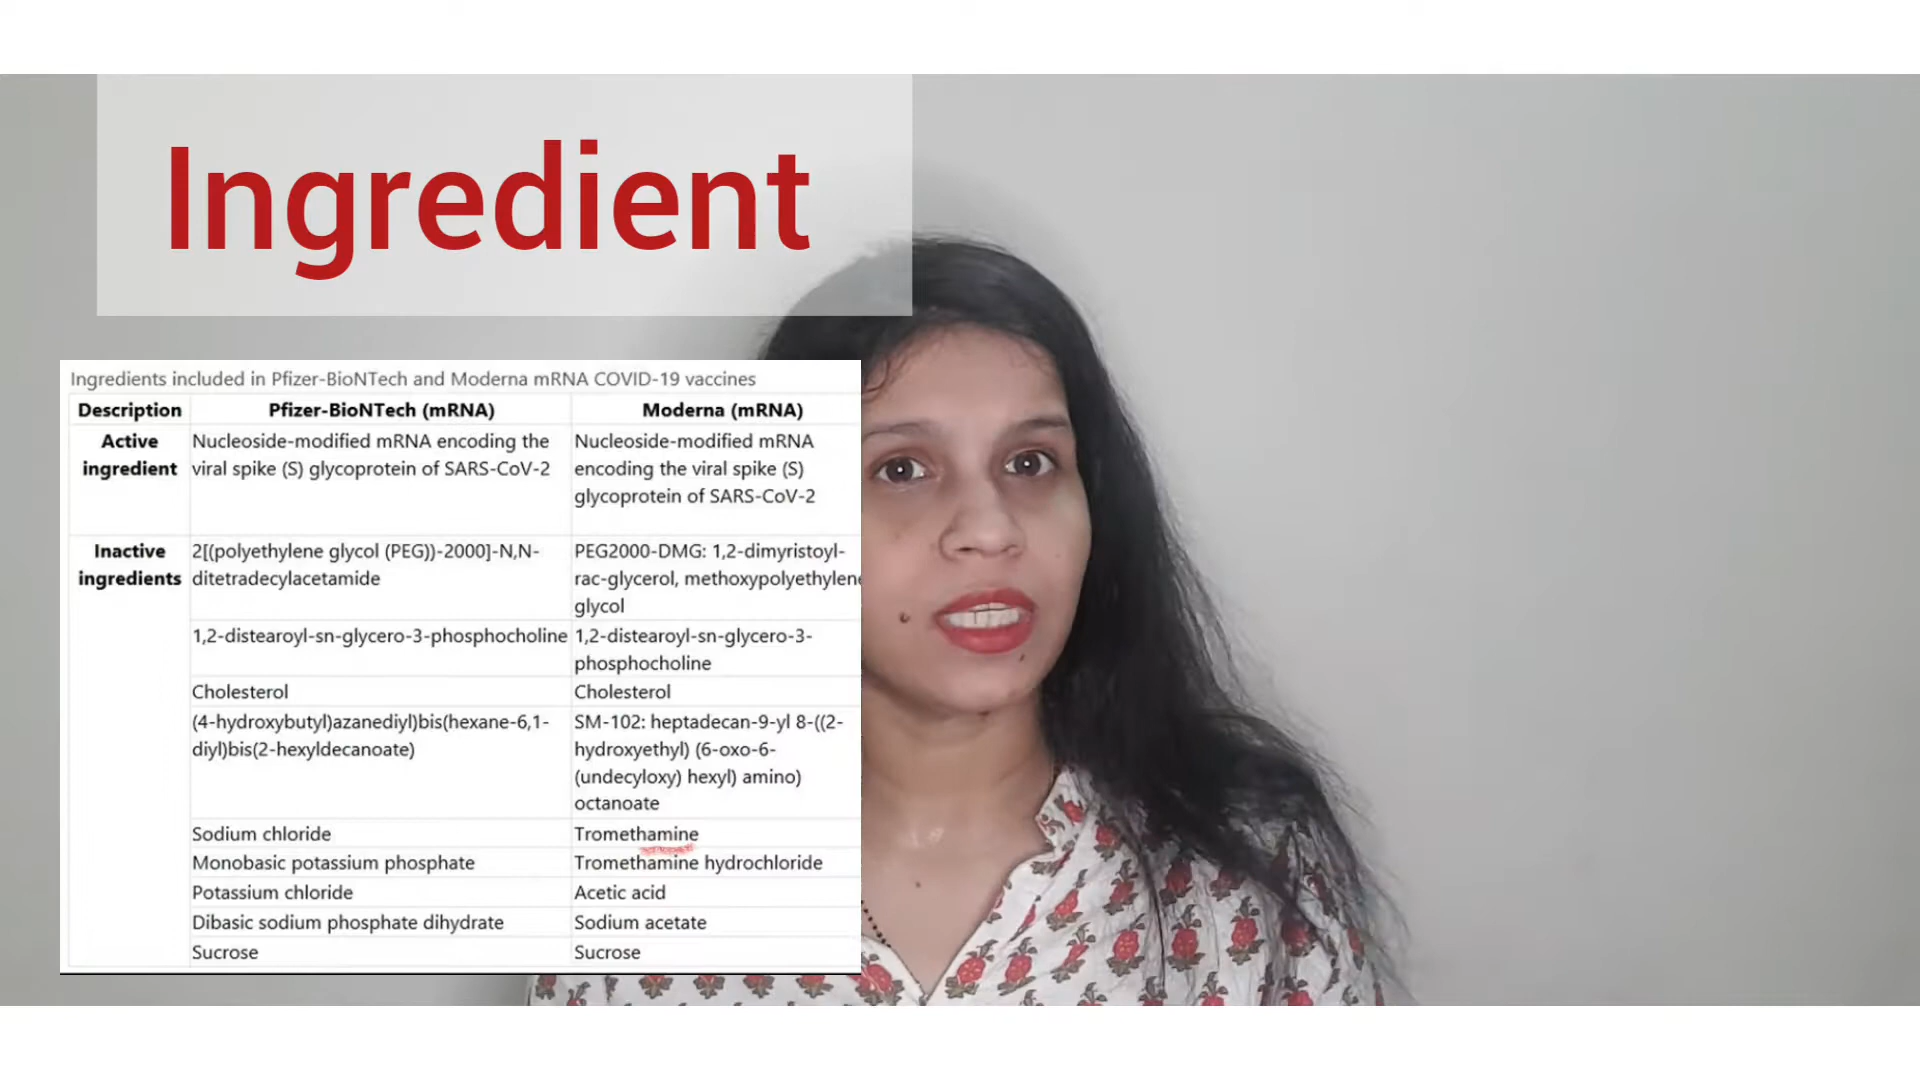 Ingredient
Ingredients included in Pfizer-BioNTech and Moderna mRNA COVID-19 vaccines
Description Pfizer-BioNTech (mRNA) Moderna (mRNA)
Active Nucleoside-modified mRNA encoding the Nucleoside-modified mRNA
ingredient viral spike (S) glycoprotein of SARS-CoV-2 encoding the viral spike (S)
glycoprotein of SARS-CoV-2
Inactive 2[(polyethylene glycol (PEG))-2000]-N,N- PEG2000-DMG: 1,2-dimyristoyl-
ingredients ditetradecylacetamide rac-glycerol, methoxypolyethylene
glycol
1,2-distearoyl-sn-glycero-3-phosphocholine 1,2-distearoyl-sn-glycero-3-
phosphocholine
Cholesterol Cholesterol
(4-hydroxybutyl)azanediyl)bis(hexane-6,1- SM-102: heptadecan-9-yl 8-((2-
diyl)bis(2-hexyldecanoate) hydroxyethyl) (6-oxo-6-
(undecyloxy) hexyl) amino)
octanoate
Sodium chloride Tromethamine
Monobasic potassium phosphate Tromethamine hydrochloride
Potassium chloride Acetic acid
Dibasic sodium phosphate dihydrate Sodium acetate
Sucrose Sucrose